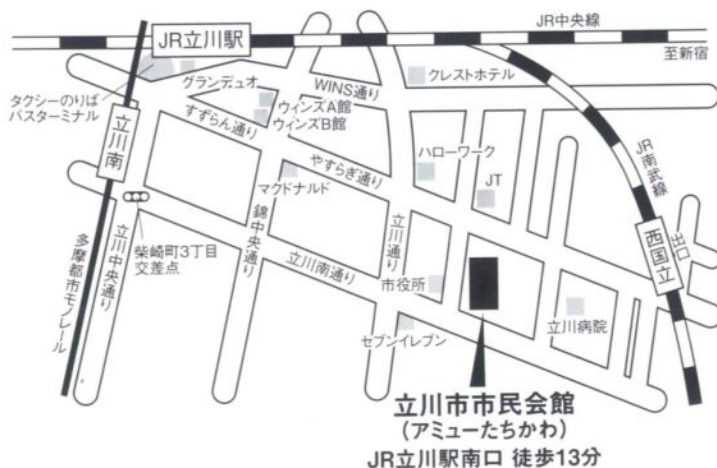 JR中央線
JR立川駅
至新宿
グランデュオ
WINS通り
クレストホテル
タクシーのりば
バスターミナル
ウィンズA館
ウィンズB館
すずらん通り
立川南
やすらぎ通り
ハローワーク
JR南武線
マクドナルド
JT
柴崎町3丁目
交差点
立川中央通り
多摩都市モノレール
錦中央通り
立川南通り
立川通り
市役所
西国立
出口
立川病院
セブンイレブン
立川市市民会館
(アミューたちかわ)
JR立川駅南口 徒歩13分